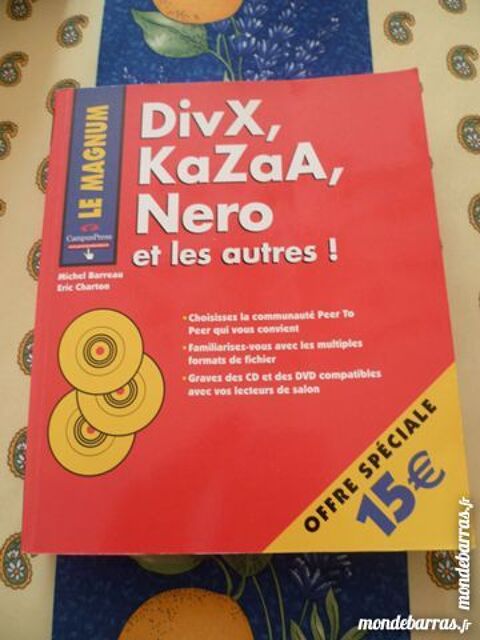 LE MAGNUM
CampusPress
DivX,
KaZaA,
Nero
et les autres !
Michel Barreau
Eric Charton
• Choisissez la communauté Peer To
Peer qui vous convient
• Familiarisez-vous avec les multiples
formats de fichier
• Gravez des CD et des DVD compatibles
avec vos lecteurs de salon
OFFRE SPÉCIALE
15€
mondebarras.fr
mondebarras.fr